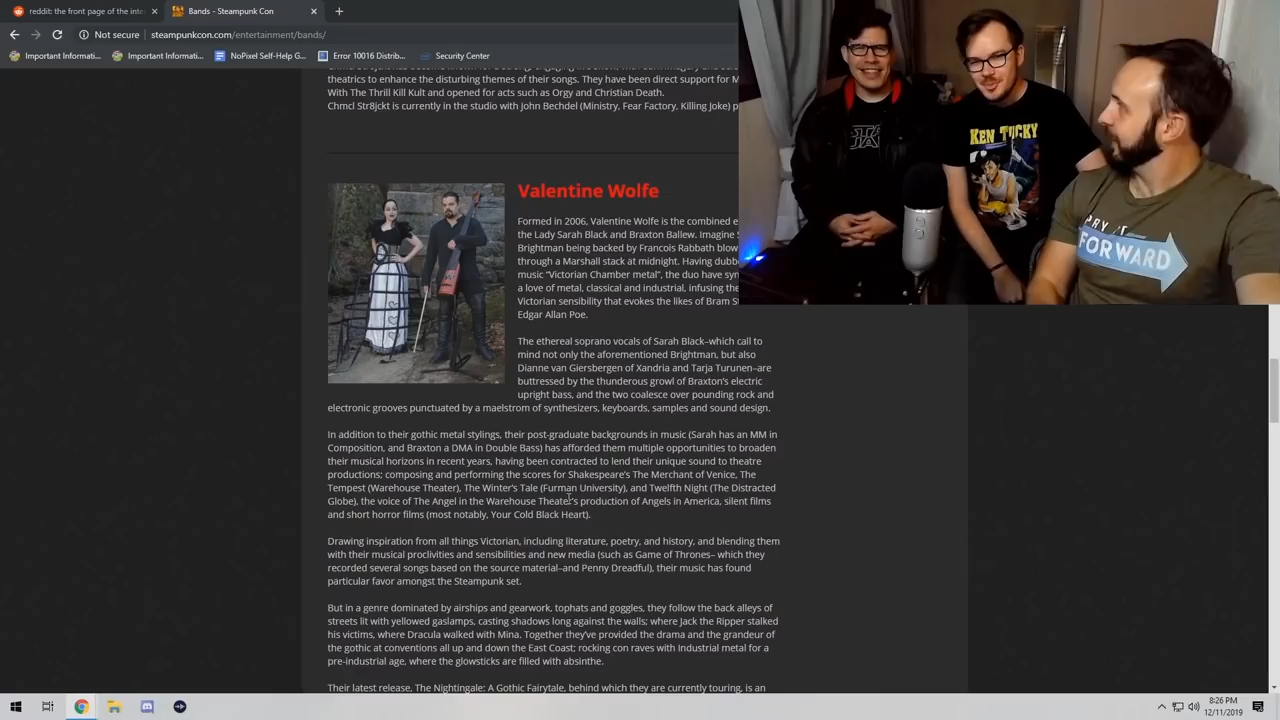 reddit: the front page of the inte
Bands - Steampunk Con
Not secure
steampunkcon.com/entertainment/bands/
Important Informati...
Important Informati...
NoPixel Self-Help G...
Error 10016 Distrib...
Security Center
theatrics to enhance the disturbing themes of their songs. They have been direct support for M
With The Thrill Kill Kult and opened for acts such as Orgy and Christian Death.
Chmcl Str8jckt is currently in the studio with John Bechdel (Ministry, Fear Factory, Killing Joke) p
Valentine Wolfe
Formed in 2006, Valentine Wolfe is the combined e
the Lady Sarah Black and Braxton Ballew. Imagine S
Brightman being backed by Francois Rabbath blow
through a Marshall stack at midnight. Having dubb
music “Victorian Chamber metal”, the duo have syn
a love of metal, classical and industrial, infusing the
Victorian sensibility that evokes the likes of Bram St
Edgar Allan Poe.
The ethereal soprano vocals of Sarah Black–which call to
mind not only the aforementioned Brightman, but also
Dianne van Giersbergen of Xandria and Tarja Turunen–are
buttressed by the thunderous growl of Braxton's electric
upright bass, and the two coalesce over pounding rock and
electronic grooves punctuated by a maelstrom of synthesizers, keyboards, samples and sound design.
In addition to their gothic metal stylings, their post-graduate backgrounds in music (Sarah has an MM in
Composition, and Braxton a DMA in Double Bass) has afforded them multiple opportunities to broaden
their musical horizons in recent years, having been contracted to lend their unique sound to theatre
productions; composing and performing the scores for Shakespeare's The Merchant of Venice, The
Tempest (Warehouse Theater), The Winter's Tale (Furman University), and Twelfth Night (The Distracted
Globe), the voice of The Angel in the Warehouse Theater's production of Angels in America, silent films
and short horror films (most notably, Your Cold Black Heart).
Drawing inspiration from all things Victorian, including literature, poetry, and history, and blending them
with their musical proclivities and sensibilities and new media (such as Game of Thrones– which they
recorded several songs based on the source material–and Penny Dreadful), their music has found
particular favor amongst the Steampunk set.
But in a genre dominated by airships and gearwork, tophats and goggles, they follow the back alleys of
streets lit with yellowed gaslamps, casting shadows long against the walls; where Jack the Ripper stalked
his victims, where Dracula walked with Mina. Together they've provided the drama and the grandeur of
the gothic at conventions all up and down the East Coast; rocking con raves with Industrial metal for a
pre-industrial age, where the glowsticks are filled with absinthe.
Their latest release, The Nightingale: A Gothic Fairytale, behind which they are currently touring, is an
KEN TUCKY
FORWARD
8:26 PM
12/11/2019